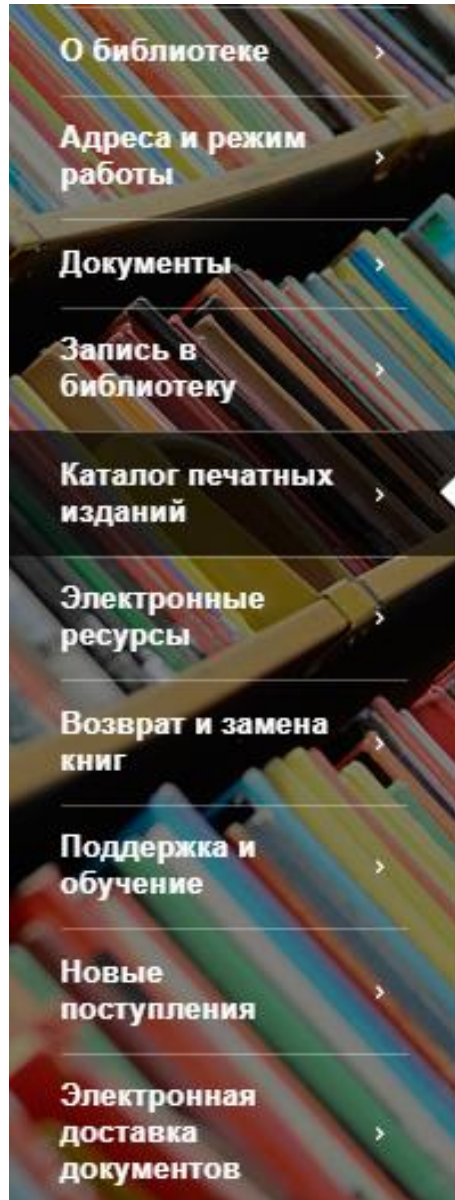 О библиотеке
Адреса и режим
работы
Документы
Запись в
библиотеку
Каталог печатных
изданий
Электронные
ресурсы
Возврат и замена
книг
Поддержка и
обучение
Новые
поступления
Электронная
доставка
документов